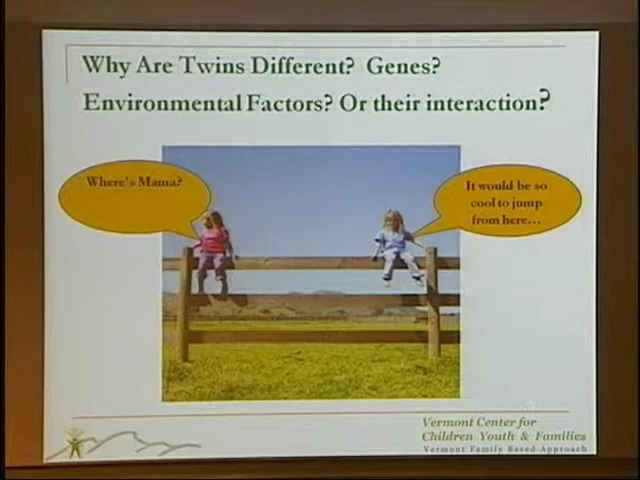 Why Are Twins Different? Genes?
Environmental Factors? Or their interaction?
Where's Mama?
It would be so
cool to jump
from here...
Vermont Center for
Children Youth & Families
Vermont Family Based Approach